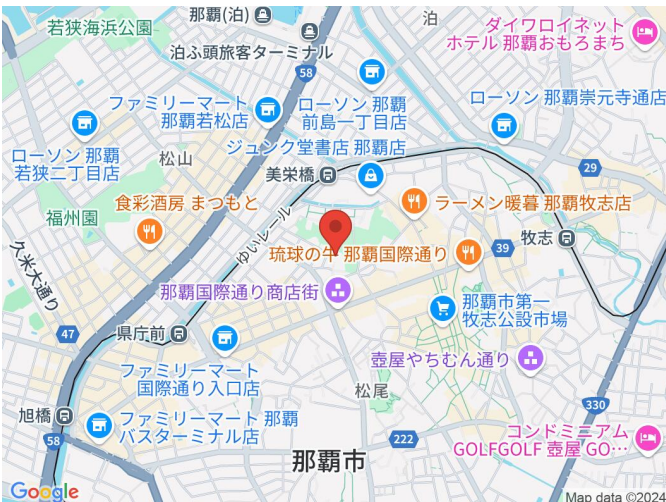 那覇(泊)
若狭海浜公園
泊ふ頭旅客ターミナル
泊
ダイワロイネット
ホテル 那覇おもろまち
58
ファミリーマート
那覇若松店
ローソン 那覇
前島一丁目店
ローソン 那覇崇元寺通店
ジュンク堂書店 那覇店
ローソン 那覇
若狭二丁目店
松山
美栄橋
29
福州園
食彩酒房 まつもと
ラーメン暖暮 那覇牧志店
ゆいレール
久米大通り
琉球の牛 那覇国際通り
39
牧志
那覇国際通り商店街
那覇市第一
牧志公設市場
47
県庁前
壺屋やちむん通り
ファミリーマート
国際通り入口店
松尾
旭橋
ファミリーマート 那覇
バスターミナル店
330
58
222
コンドミニアム
GOLFGOLF 壺屋 GO…
那覇市
Google
Map data ©2024